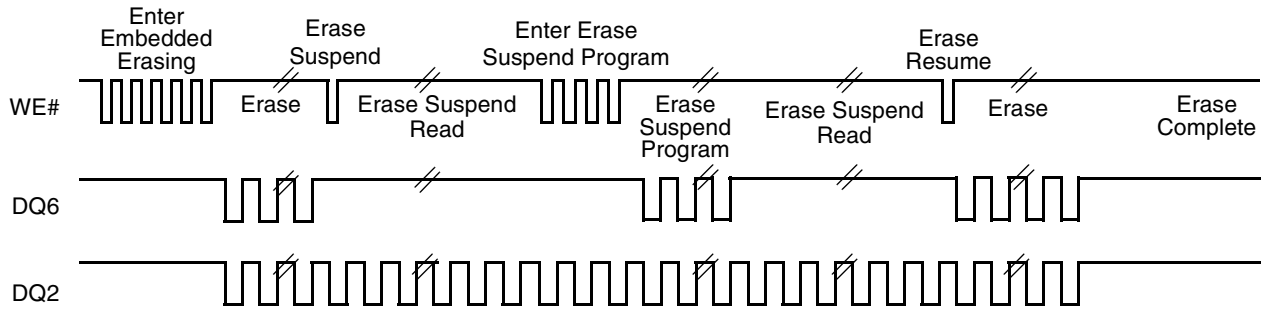 Enter
Embedded
Erasing
Erase
Suspend
Enter Erase
Suspend Program
Erase
Resume
WE#
Erase
Erase Suspend
Read
Erase
Suspend
Program
Erase Suspend
Read
Erase
Erase
Complete
DQ6
DQ2